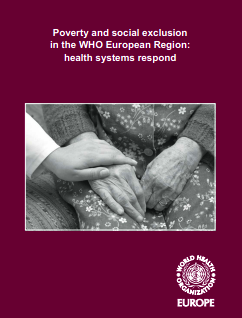 Poverty and social exclusion
in the WHO European Region:
health systems respond
WORLD HEALTH
ORGANIZATION
EUROPE